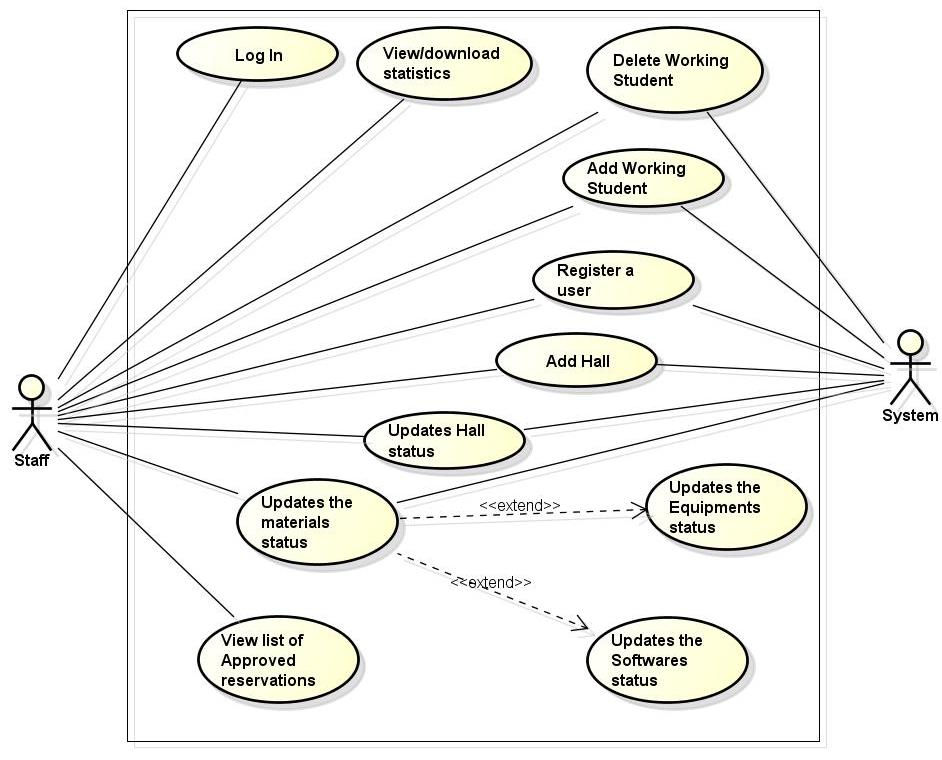 Log In
View/download
statistics
Delete Working
Student
Add Working
Student
Register a
user
Add Hall
System
Updates Hall
status
Staff
Updates the
materials
status
<<extend>>
Updates the
Equipments
status
<<extend>>
View list of
Approved
reservations
Updates the
Softwares
status